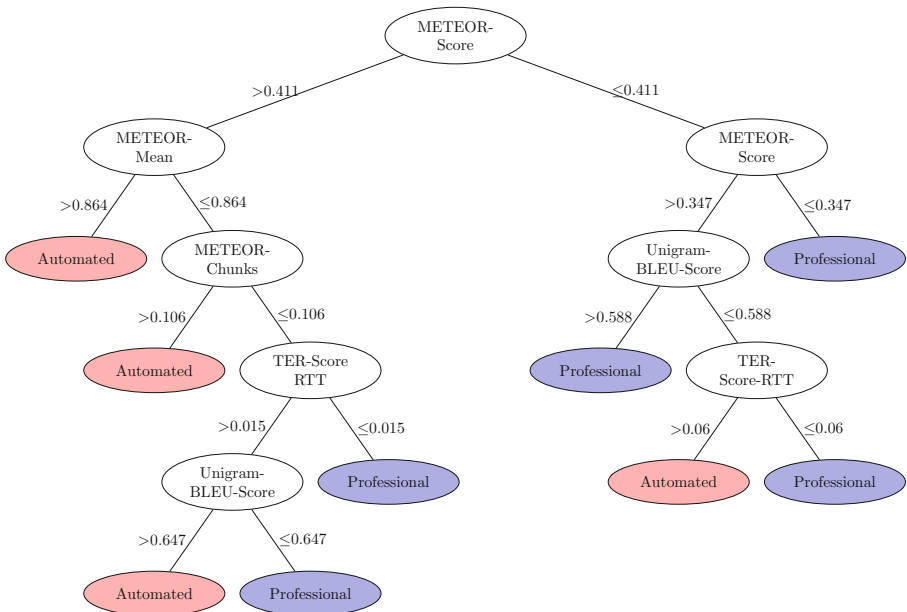 METEOR-
Score
>0.411
≤0.411
METEOR-
Mean
METEOR-
Score
>0.864
≤0.864
>0.347
≤0.347
Automated
METEOR-
Chunks
Unigram-
BLEU-Score
Professional
>0.106
≤0.106
>0.588
≤0.588
Automated
TER-Score
RTT
Professional
TER-
Score-RTT
>0.015
≤0.015
>0.06
≤0.06
Unigram-
BLEU-Score
Professional
Automated
Professional
>0.647
≤0.647
Automated
Professional